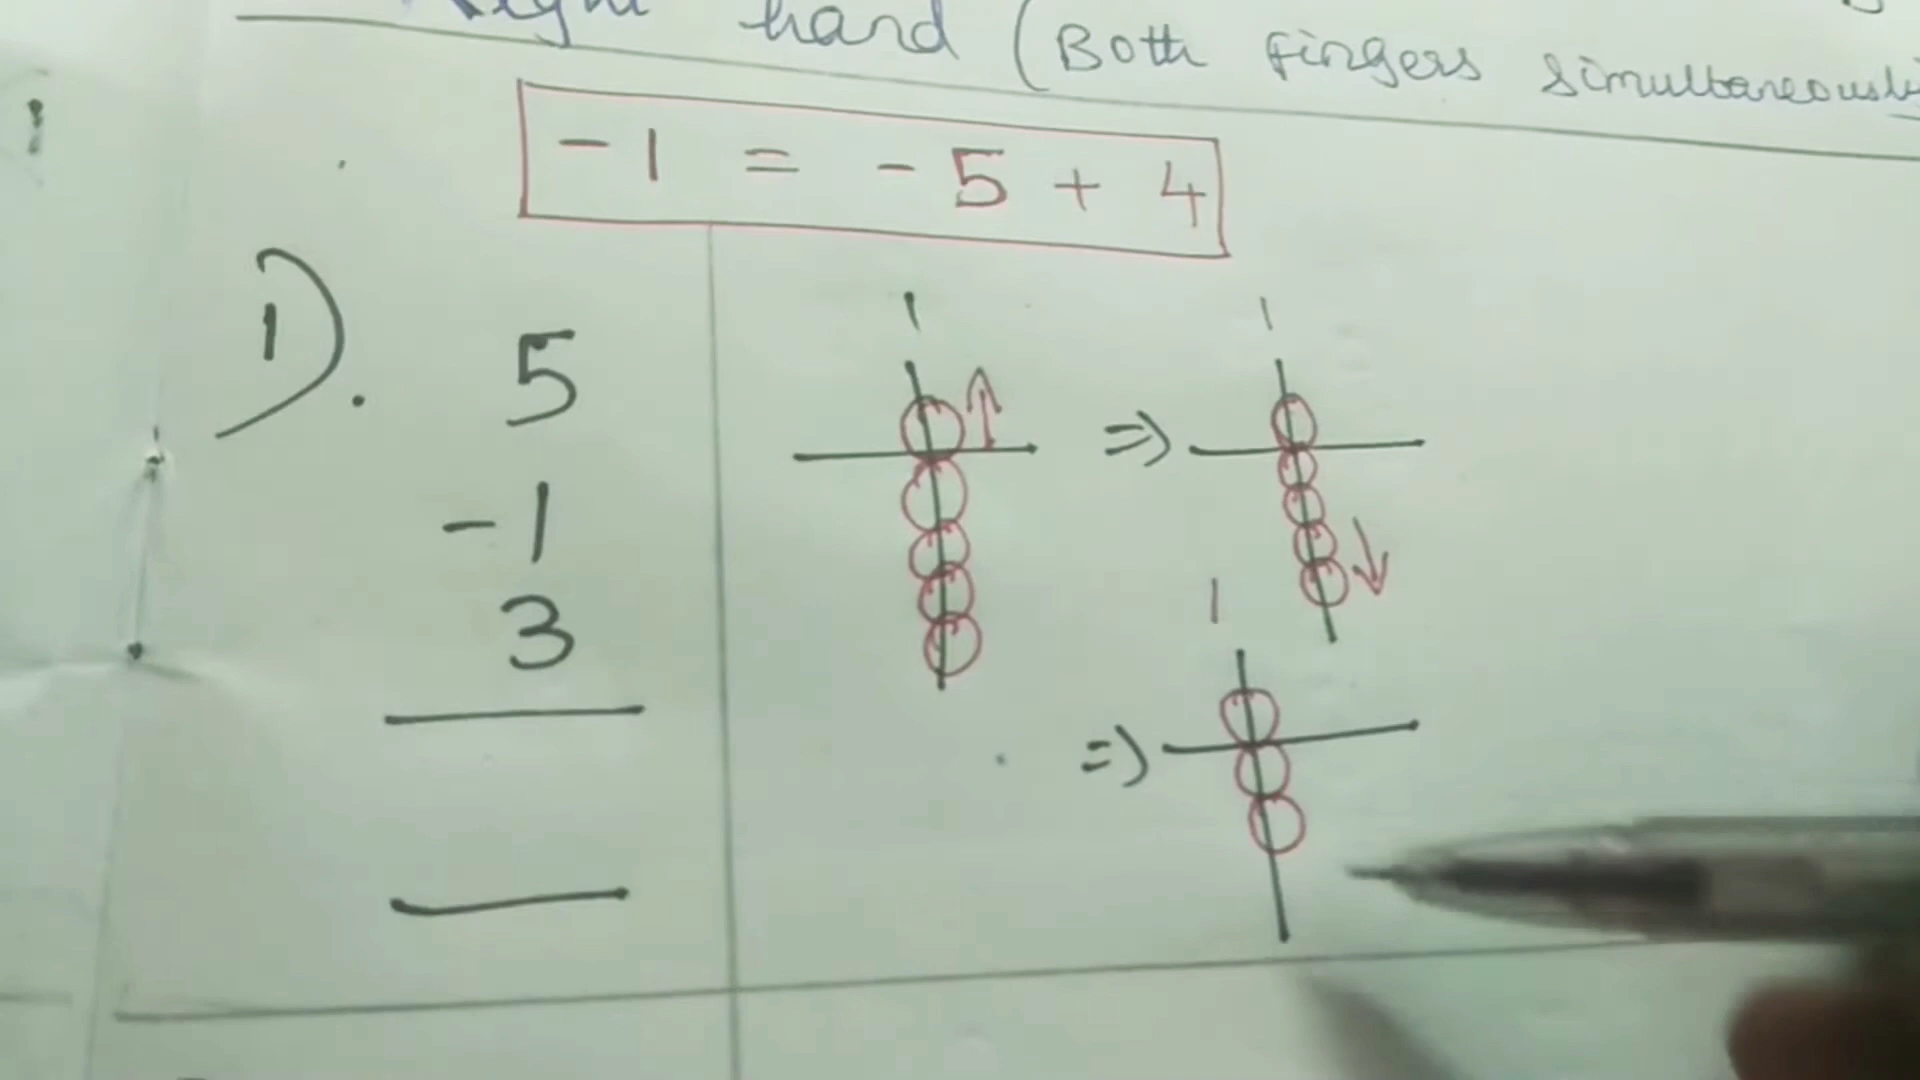 hand (Both fingers simultaneously
-1 = -5 + 4
1).
5
-1
3
1 ⇒ 1
⇒ 1